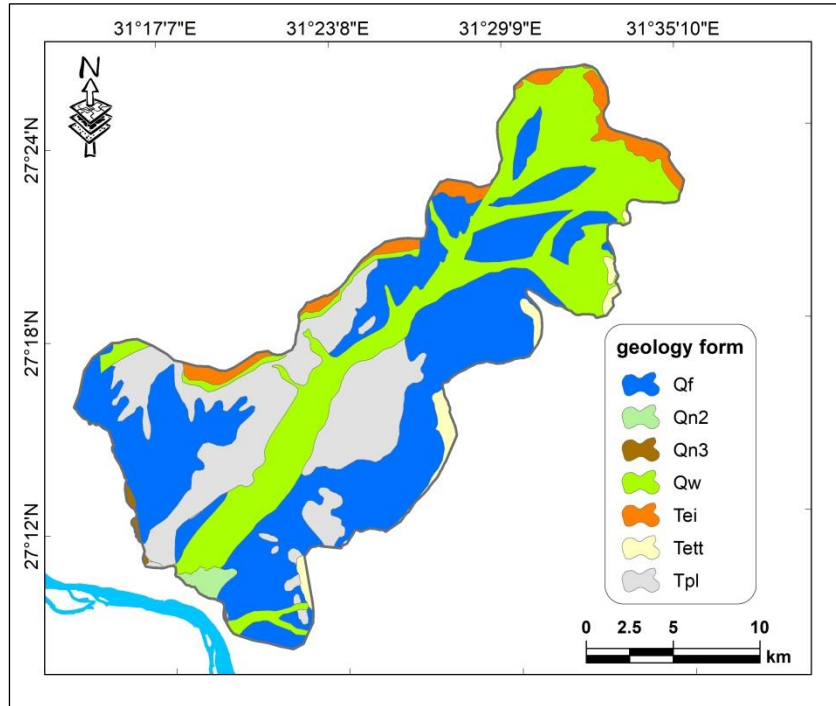 31°17'7"E 31°23'8"E 31°29'9"E 31°35'10"E
N
27°24'N
27°18'N
27°12'N
geology form
Qf
Qn2
Qn3
Qw
Tei
Tett
Tpl
0 2.5 5 10
km